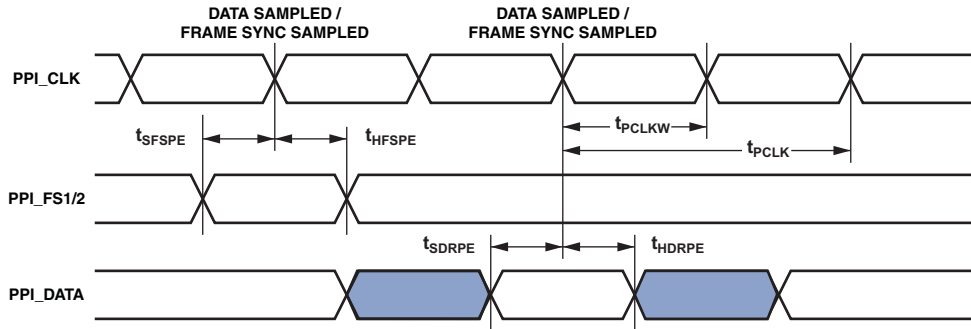 DATA SAMPLED /
FRAME SYNC SAMPLED
DATA SAMPLED /
FRAME SYNC SAMPLED
PPI_CLK
tSFSPE
tHFSPE
tPCLKW
tPCLK
PPI_FS1/2
tSDRPE
tHDRPE
PPI_DATA